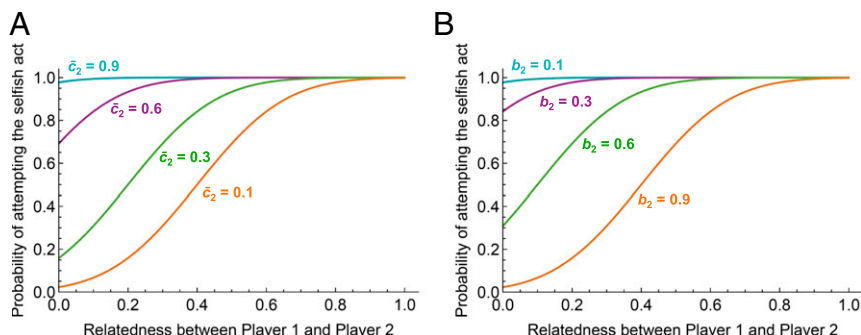 A
Probability of attempting the selfish act
1.0
0.8
0.6
0.4
0.2
0.0
c̄₂ = 0.9
c̄₂ = 0.6
c̄₂ = 0.3
c̄₂ = 0.1
0.0 0.2 0.4 0.6 0.8 1.0
Relatedness between Player 1 and Player 2
B
Probability of attempting the selfish act
1.0
0.8
0.6
0.4
0.2
0.0
b₂ = 0.1
b₂ = 0.3
b₂ = 0.6
b₂ = 0.9
0.0 0.2 0.4 0.6 0.8 1.0
Relatedness between Player 1 and Player 2